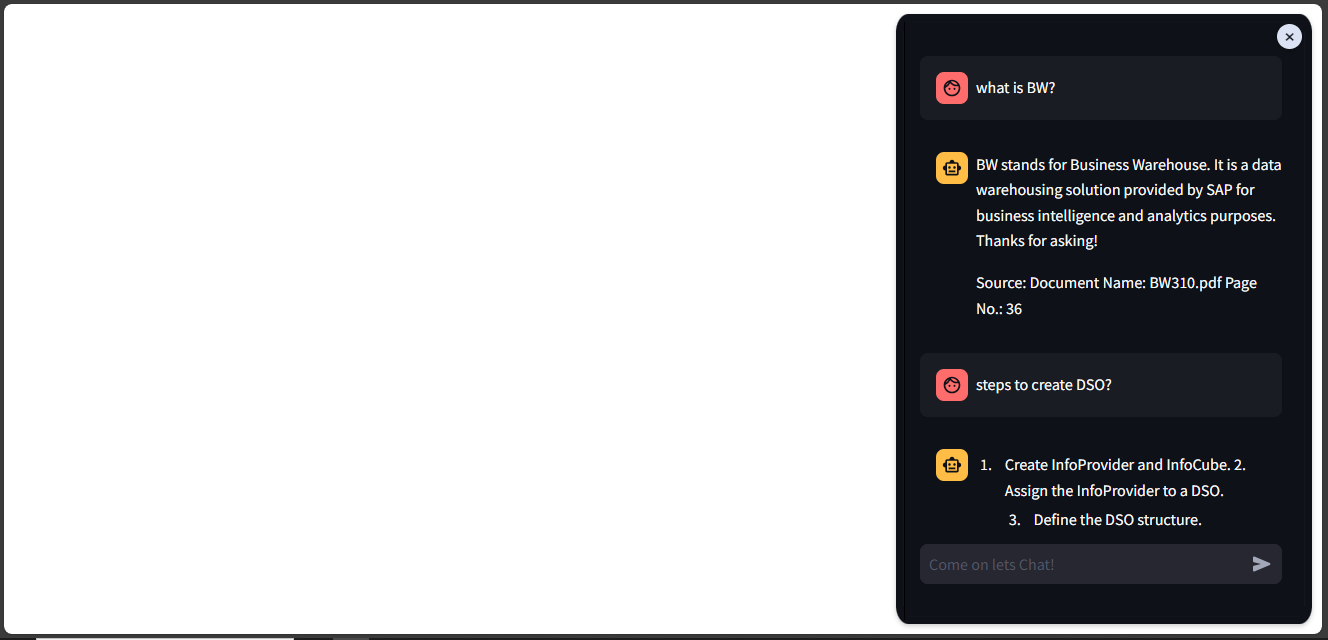 what is BW?
BW stands for Business Warehouse. It is a data
warehousing solution provided by SAP for
business intelligence and analytics purposes.
Thanks for asking!
Source: Document Name: BW310.pdf Page
No.: 36
steps to create DSO?
1. Create InfoProvider and InfoCube. 2.
Assign the InfoProvider to a DSO.
3. Define the DSO structure.
Come on lets Chat!